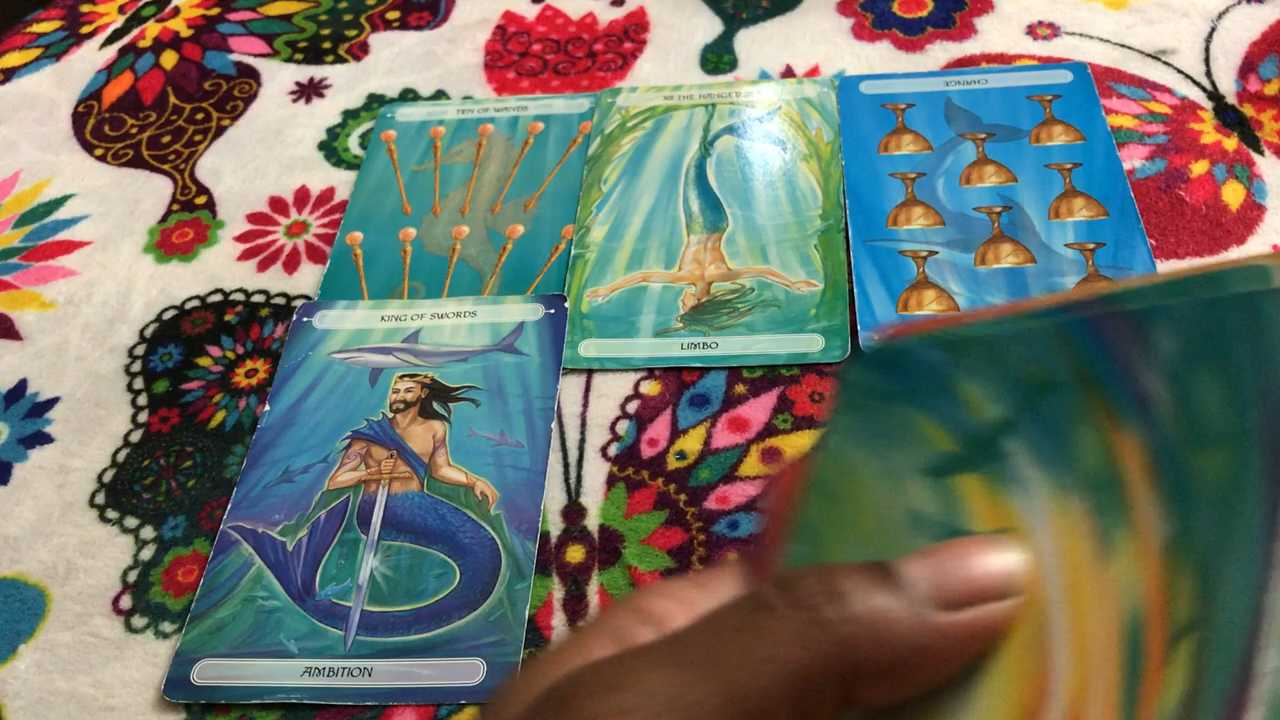 TEN OF WANDS
XII THE HANGED
CHANGE
LIMBO
KING OF SWORDS
AMBITION